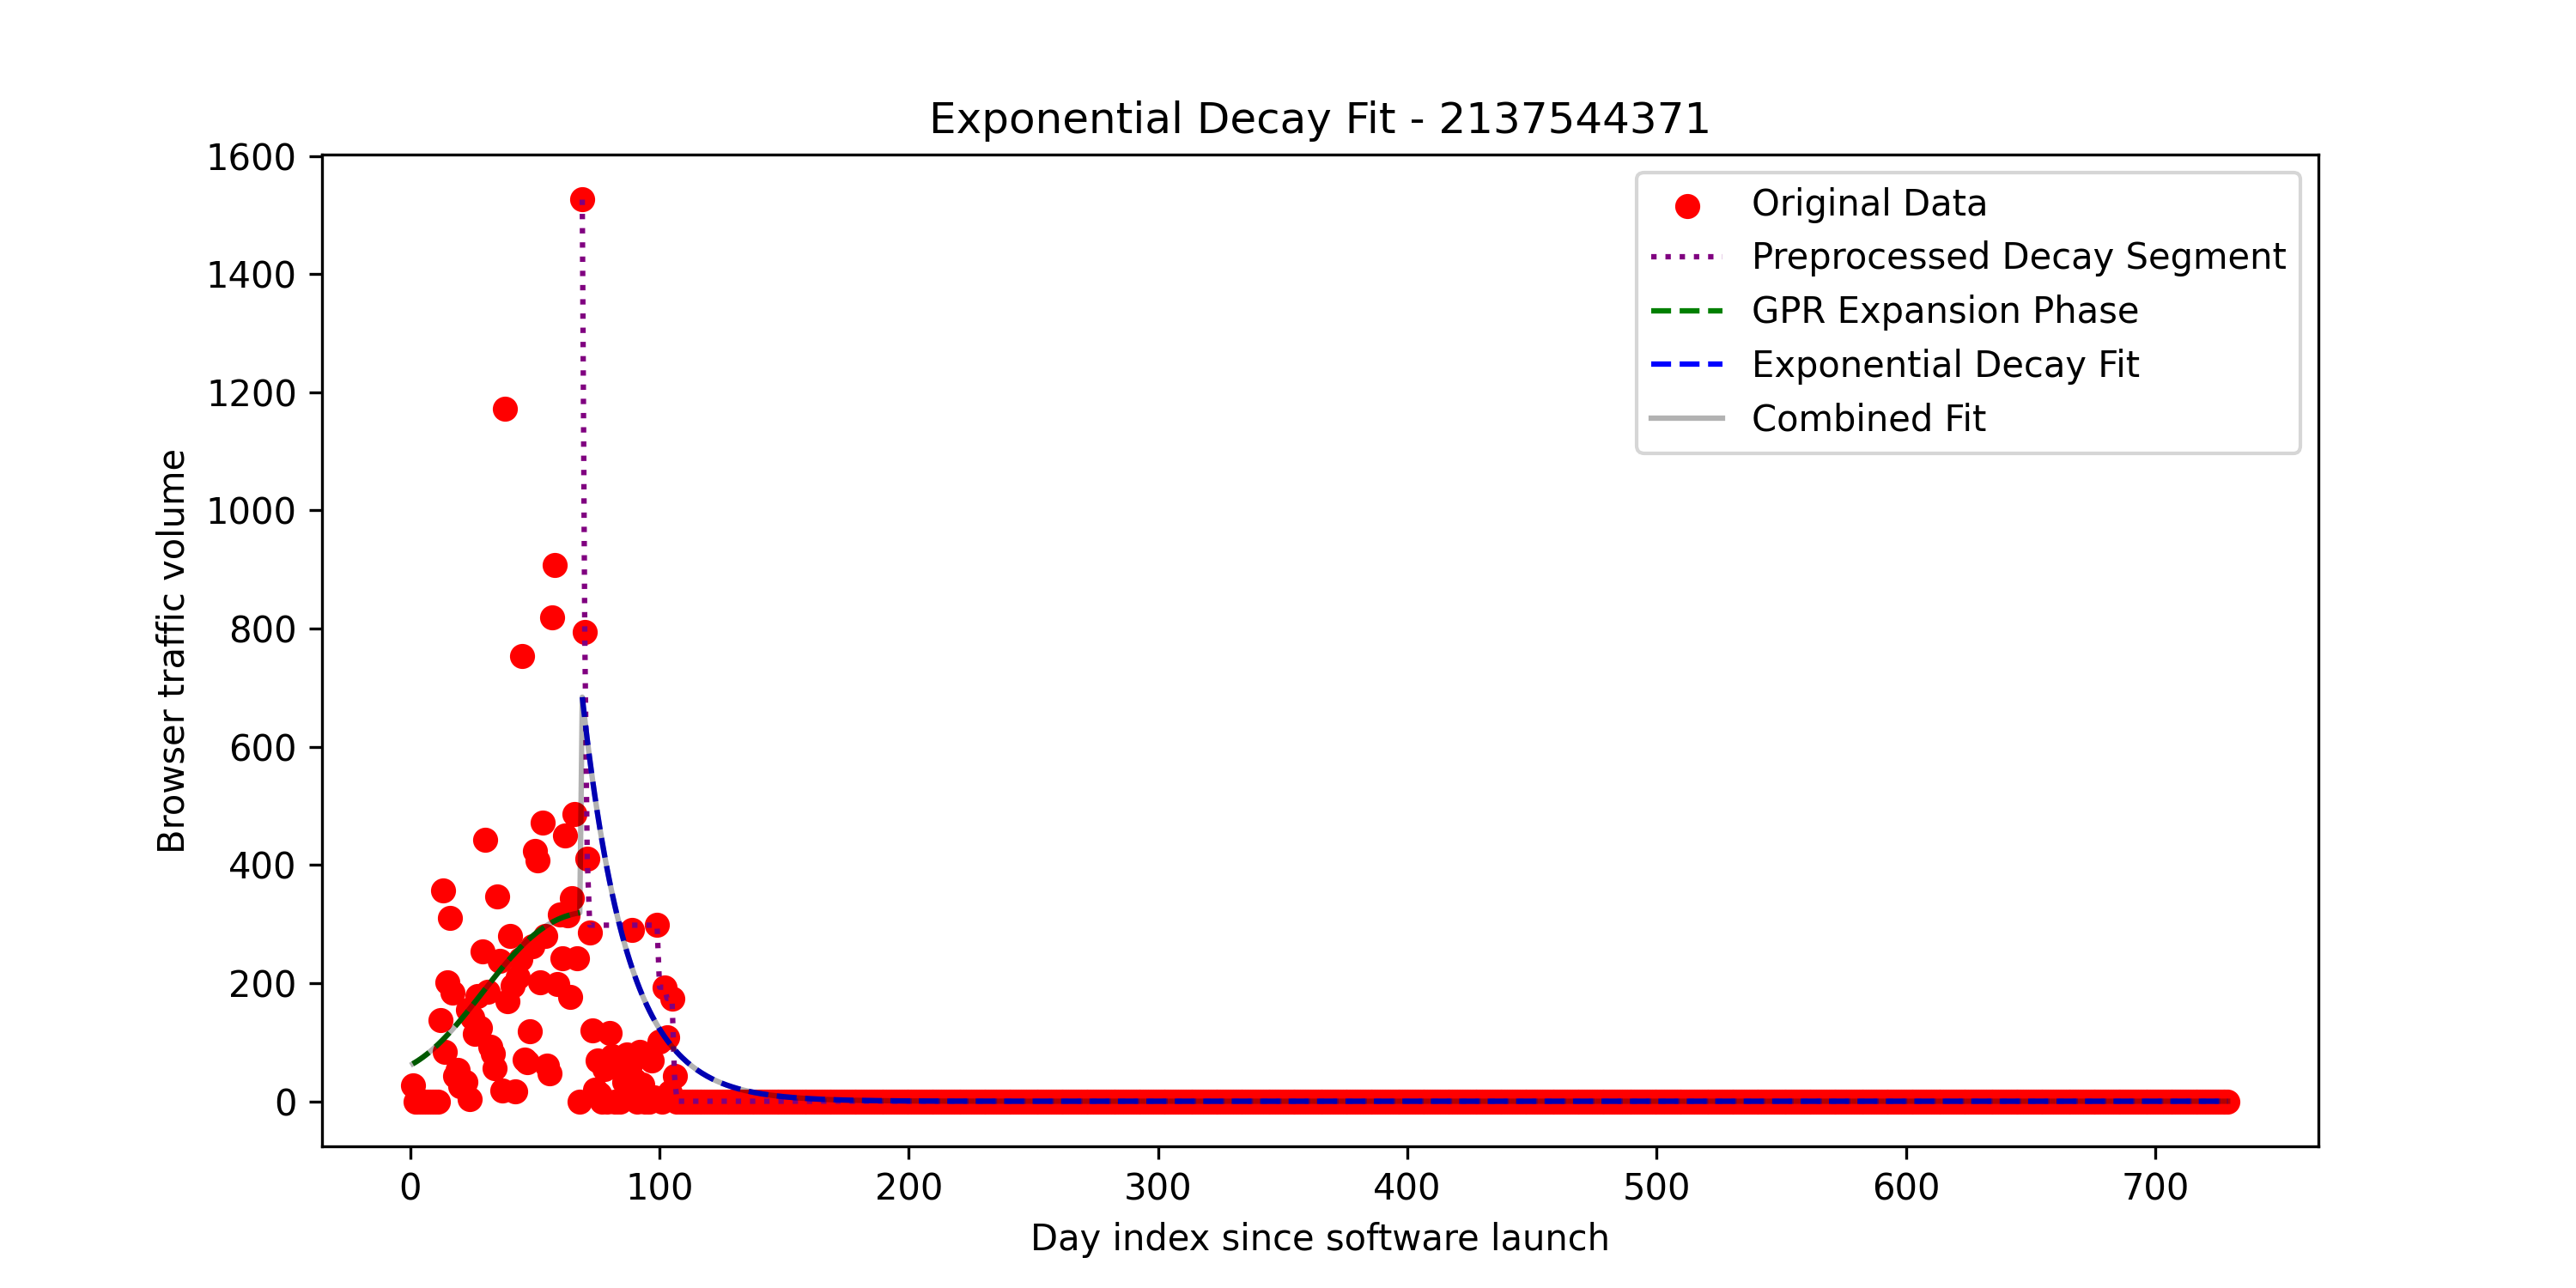 Exponential Decay Fit - 2137544371
Browser traffic volume
1600
1400
1200
1000
800
600
400
200
0
Original Data
Preprocessed Decay Segment
GPR Expansion Phase
Exponential Decay Fit
Combined Fit
0 100 200 300 400 500 600 700
Day index since software launch